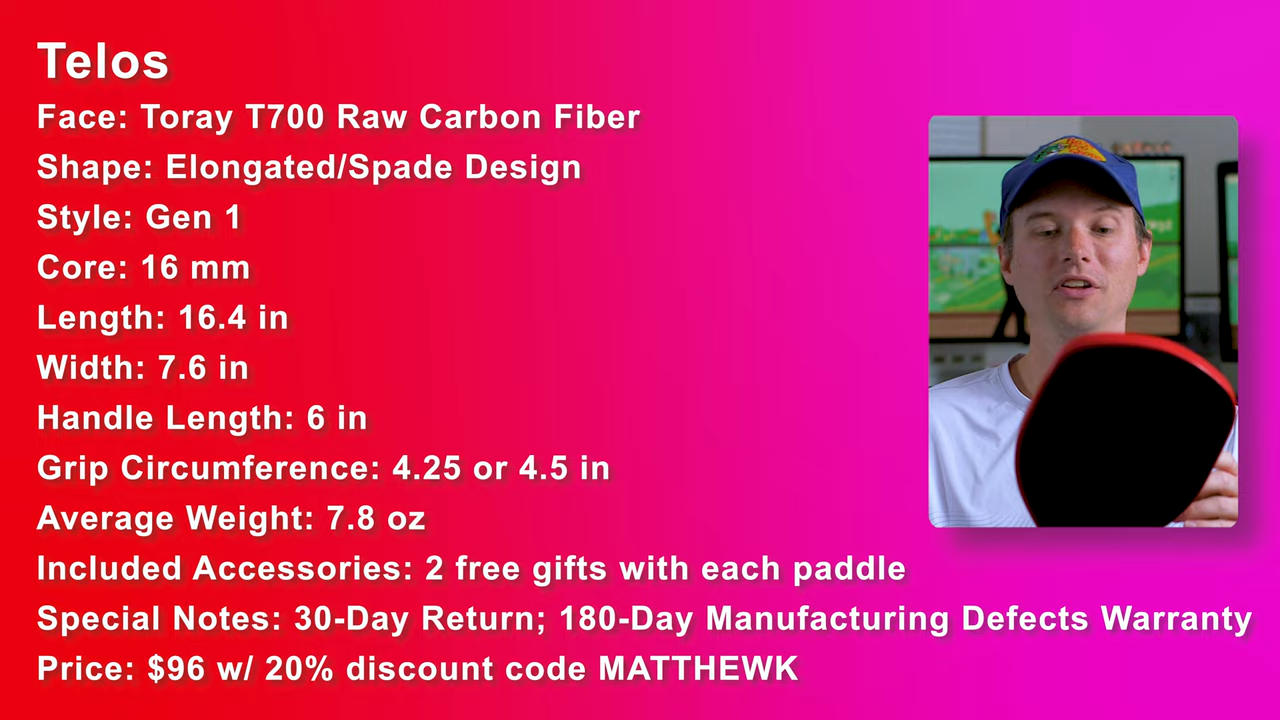 Telos
Face: Toray T700 Raw Carbon Fiber
Shape: Elongated/Spade Design
Style: Gen 1
Core: 16 mm
Length: 16.4 in
Width: 7.6 in
Handle Length: 6 in
Grip Circumference: 4.25 or 4.5 in
Average Weight: 7.8 oz
Included Accessories: 2 free gifts with each paddle
Special Notes: 30-Day Return; 180-Day Manufacturing Defects Warranty
Price: $96 w/ 20% discount code MATTHEWK